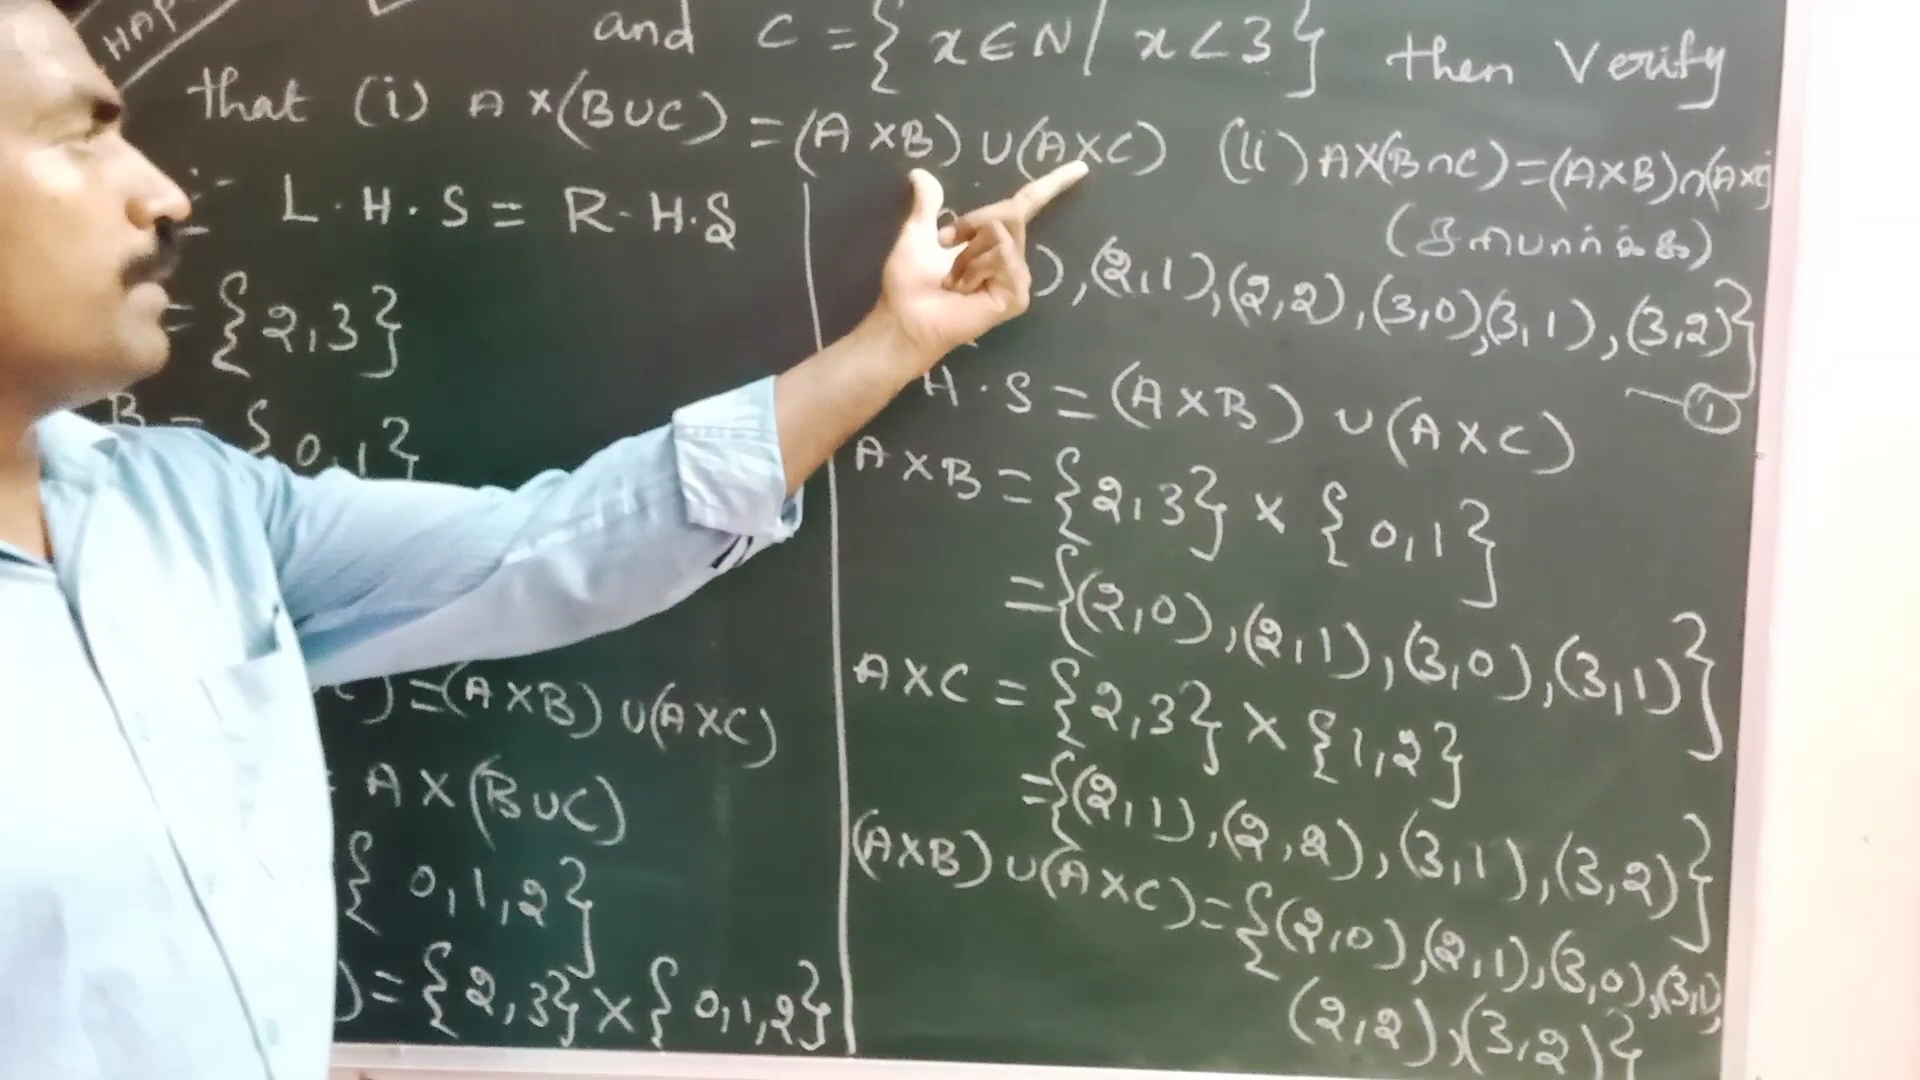 HAP
and C = { x ∈ N / x < 3 } then Verify
that (i) A × (B ∪ C) = (A × B) ∪ (A × C) (ii) A × (B ∩ C) = (A × B) ∩ (A × C)
L.H.S = R.H.S
= {2,3}
B = {0,1}
) = (A × B) ∪ (A × C)
A × (B ∪ C)
{0,1,2}
) = {2,3} × {0,1,2}
), (2,1), (2,2), (3,0), (3,1), (3,2)}
— ①
H.S = (A × B) ∪ (A × C)
A × B = {2,3} × {0,1}
= {(2,0), (2,1), (3,0), (3,1)}
A × C = {2,3} × {1,2}
= {(2,1), (2,2), (3,1), (3,2)}
(A × B) ∪ (A × C) = {(2,0), (2,1), (3,0), (3,1),
(2,2), (3,2)}